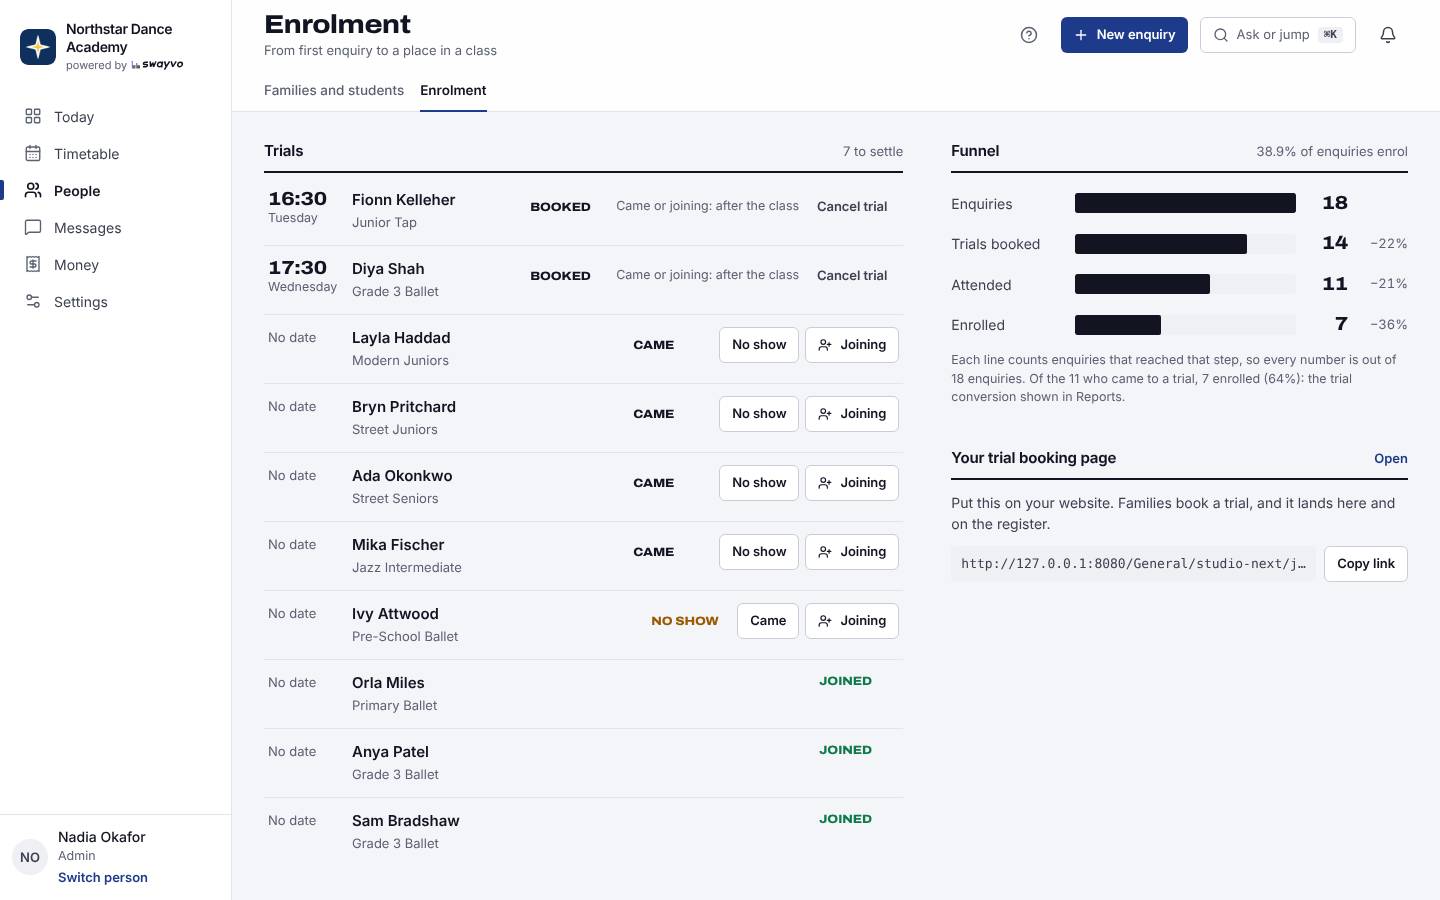 Northstar Dance
Academy
powered by swayvo
Today
Timetable
People
Messages
Money
Settings
NO
Nadia Okafor
Admin
Switch person
Enrolment
From first enquiry to a place in a class
New enquiry
Ask or jump ⌘K
Families and students
Enrolment
Trials
7 to settle
16:30
Tuesday
Fionn Kelleher
Junior Tap
BOOKED
Came or joining: after the class
Cancel trial
17:30
Wednesday
Diya Shah
Grade 3 Ballet
BOOKED
Came or joining: after the class
Cancel trial
No date
Layla Haddad
Modern Juniors
CAME
No show
Joining
No date
Bryn Pritchard
Street Juniors
CAME
No show
Joining
No date
Ada Okonkwo
Street Seniors
CAME
No show
Joining
No date
Mika Fischer
Jazz Intermediate
CAME
No show
Joining
No date
Ivy Attwood
Pre-School Ballet
NO SHOW
Came
Joining
No date
Orla Miles
Primary Ballet
JOINED
No date
Anya Patel
Grade 3 Ballet
JOINED
No date
Sam Bradshaw
Grade 3 Ballet
JOINED
Funnel
38.9% of enquiries enrol
Enquiries 18
Trials booked 14 −22%
Attended 11 −21%
Enrolled 7 −36%
Each line counts enquiries that reached that step, so every number is out of
18 enquiries. Of the 11 who came to a trial, 7 enrolled (64%): the trial
conversion shown in Reports.
Your trial booking page
Open
Put this on your website. Families book a trial, and it lands here and
on the register.
http://127.0.0.1:8080/General/studio-next/j…
Copy link